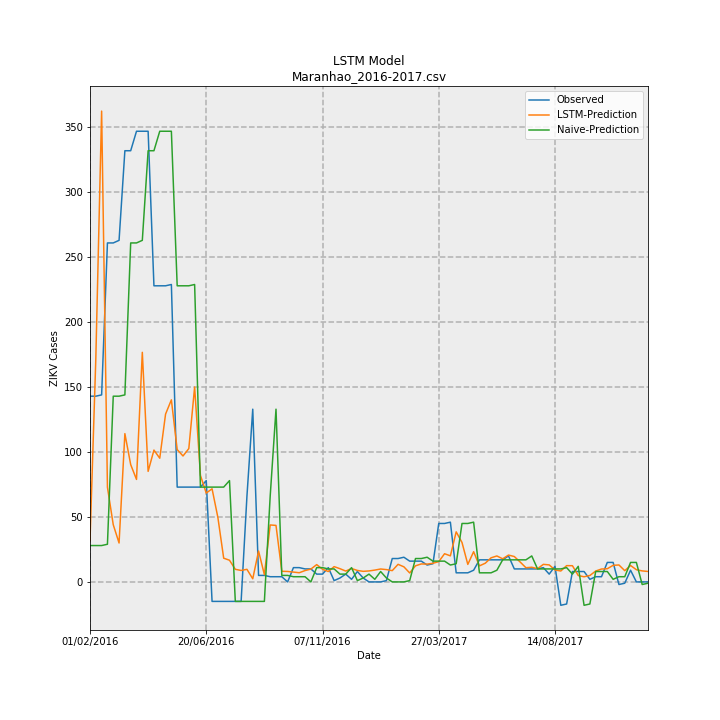 LSTM Model
Maranhao_2016-2017.csv
Observed
LSTM-Prediction
Naive-Prediction
ZIKV Cases
350
300
250
200
150
100
50
0
01/02/2016 20/06/2016 07/11/2016 27/03/2017 14/08/2017
Date